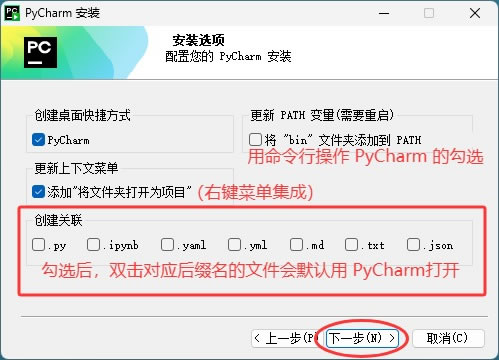 PyCharm 安装
PC
安装选项
配置您的 PyCharm 安装
创建桌面快捷方式
PyCharm
更新 PATH 变量(需要重启)
将 "bin" 文件夹添加到 PATH
用命令行操作 PyCharm 的勾选
更新上下文菜单
添加"将文件夹打开为项目"
(右键菜单集成)
创建关联
.py .ipynb .yaml .yml .md .txt .json
勾选后，双击对应后缀名的文件会默认用 PyCharm打开
< 上一步(P)
下一步(N) >
取消(C)